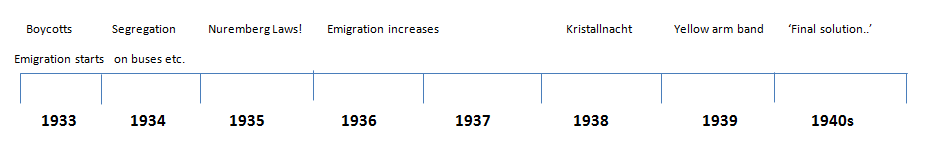 Boycotts Segregation Nuremberg Laws! Emigration increases Kristallnacht Yellow arm band ‘Final solution..’
Emigration starts on buses etc.
1933 1934 1935 1936 1937 1938 1939 1940s